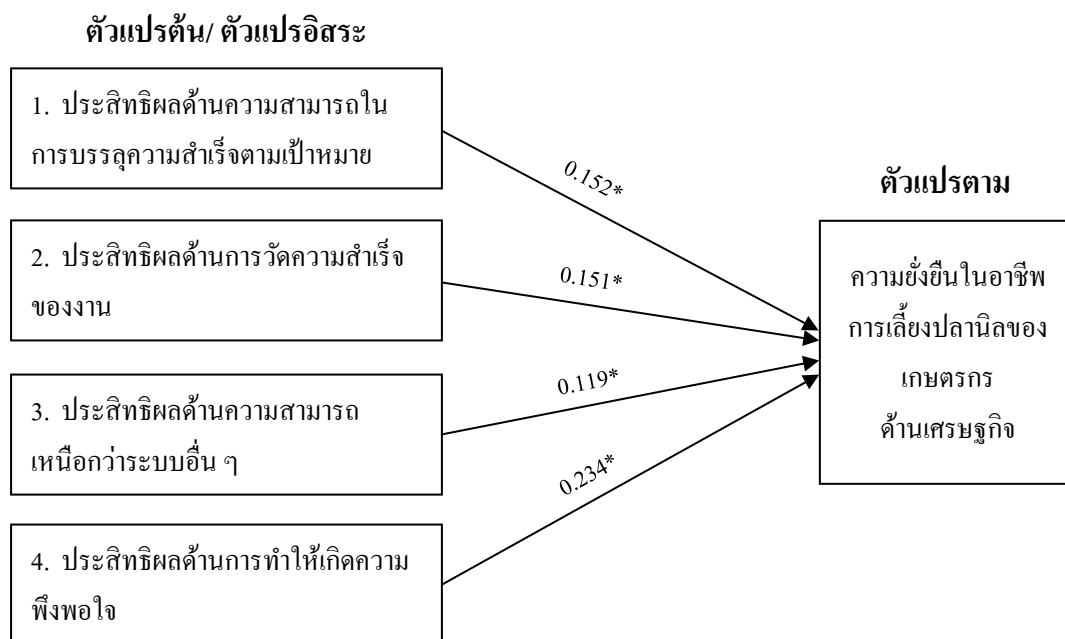 ตัวแปรต้น/ ตัวแปรอิสระ
1. ประสิทธิผลด้านความสามารถใน
การบรรลุความสำเร็จตามเป้าหมาย
2. ประสิทธิผลด้านการวัดความสำเร็จ
ของงาน
3. ประสิทธิผลด้านความสามารถ
เหนือกว่าระบบอื่น ๆ
4. ประสิทธิผลด้านการทำให้เกิดความ
พึงพอใจ
0.152*
0.151*
0.119*
0.234*
ตัวแปรตาม
ความยั่งยืนในอาชีพ
การเลี้ยงปลานิลของ
เกษตรกร
ด้านเศรษฐกิจ